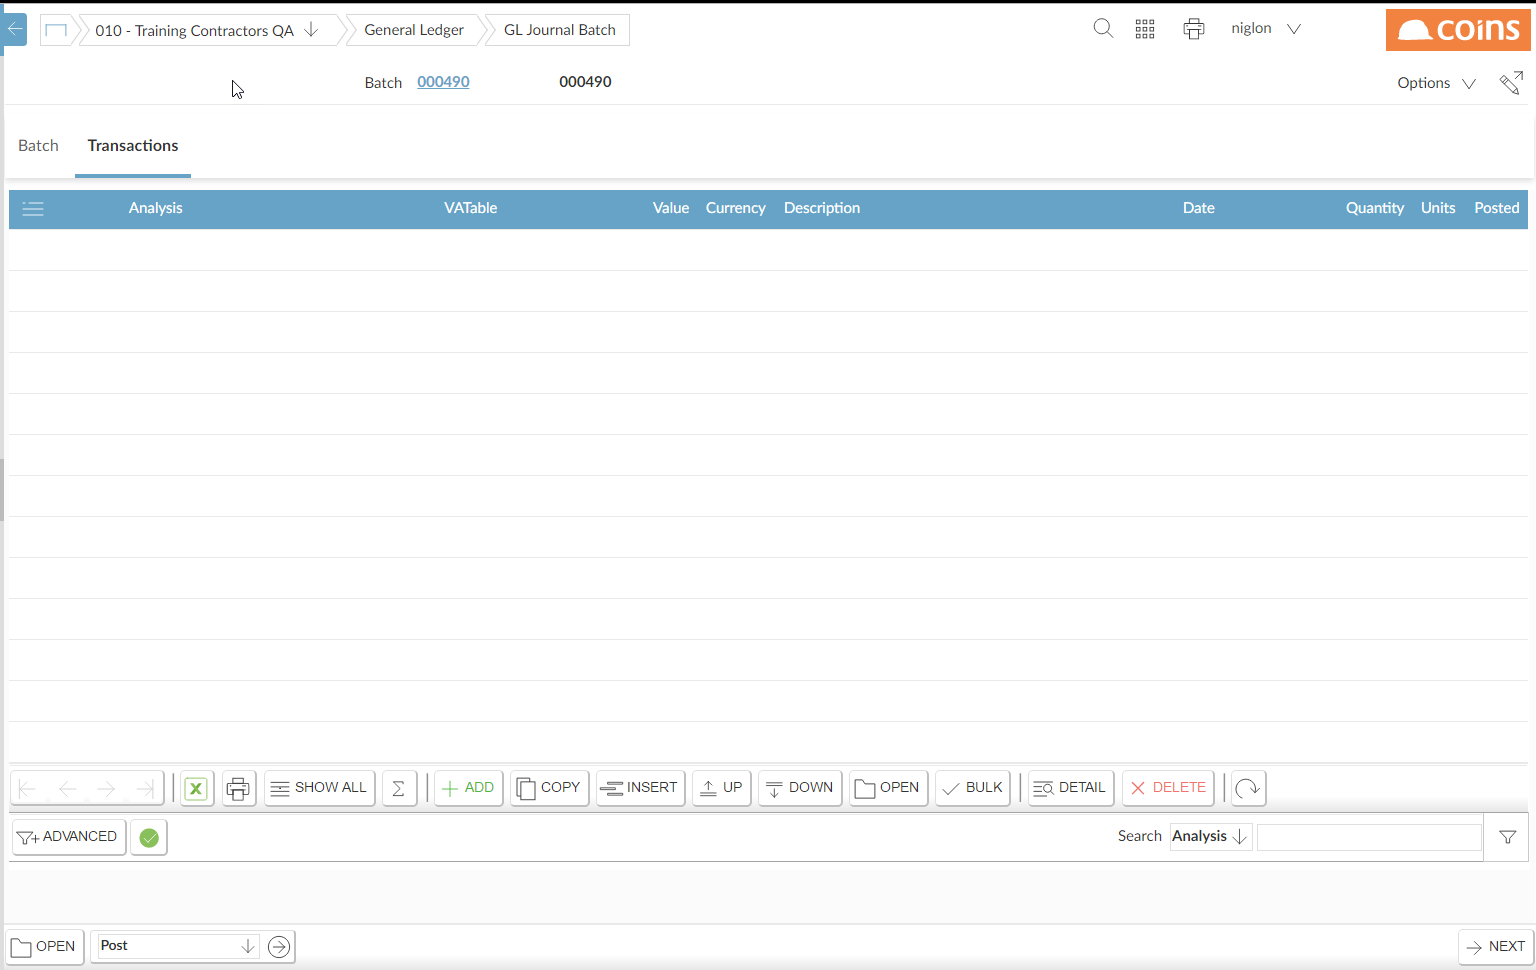 010 - Training Contractors QA General Ledger GL Journal Batch niglon coins
Batch 000490 000490 Options
Batch Transactions
Analysis VATable Value Currency Description Date Quantity Units Posted
SHOW ALL Σ ADD COPY INSERT UP DOWN OPEN BULK DETAIL DELETE
ADVANCED Search Analysis
OPEN Post NEXT